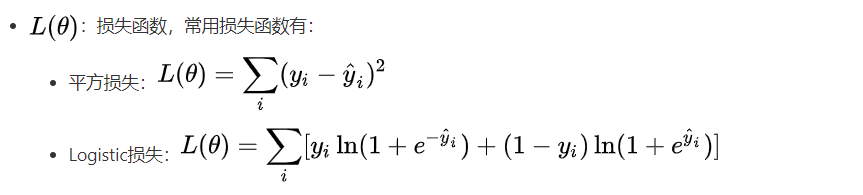 • L(θ)：损失函数，常用损失函数有：
• 平方损失：L(θ) = ∑_i (y_i − ŷ_i)²
• Logistic损失：L(θ) = ∑_i [y_i ln(1 + e^{−ŷ_i}) + (1 − y_i) ln(1 + e^{ŷ_i})]